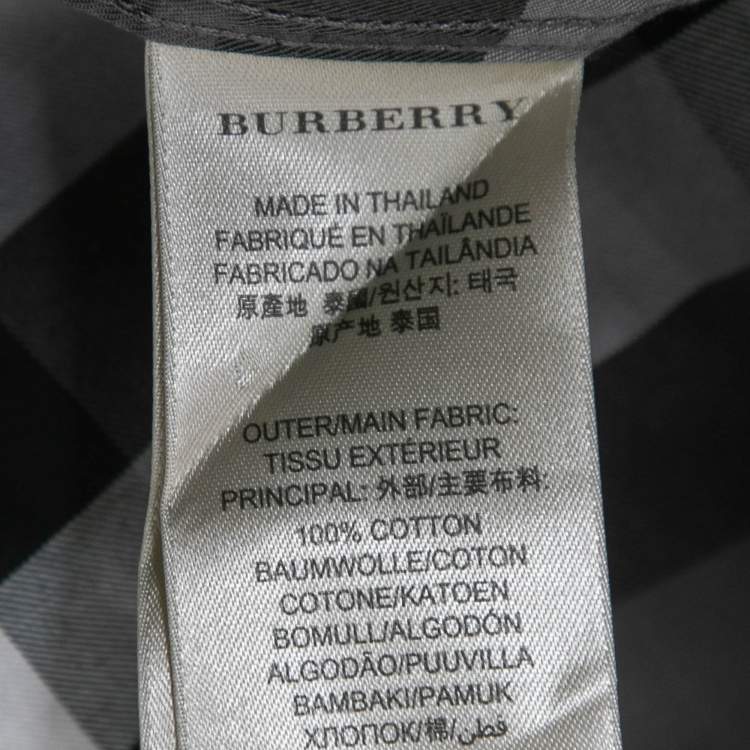 BURBERRY
MADE IN THAILAND
FABRIQUÉ EN THAÏLANDE
FABRICADO NA TAILÂNDIA
原產地 泰國/원산지: 태국
原产地 泰国
OUTER/MAIN FABRIC:
TISSU EXTÉRIEUR
PRINCIPAL: 外部/主要布料:
100% COTTON
BAUMWOLLE/COTON
COTONE/KATOEN
BOMULL/ALGODÓN
ALGODÃO/PUUVILLA
BAMBAKI/PAMUK
ХЛОПОК/棉/قطن